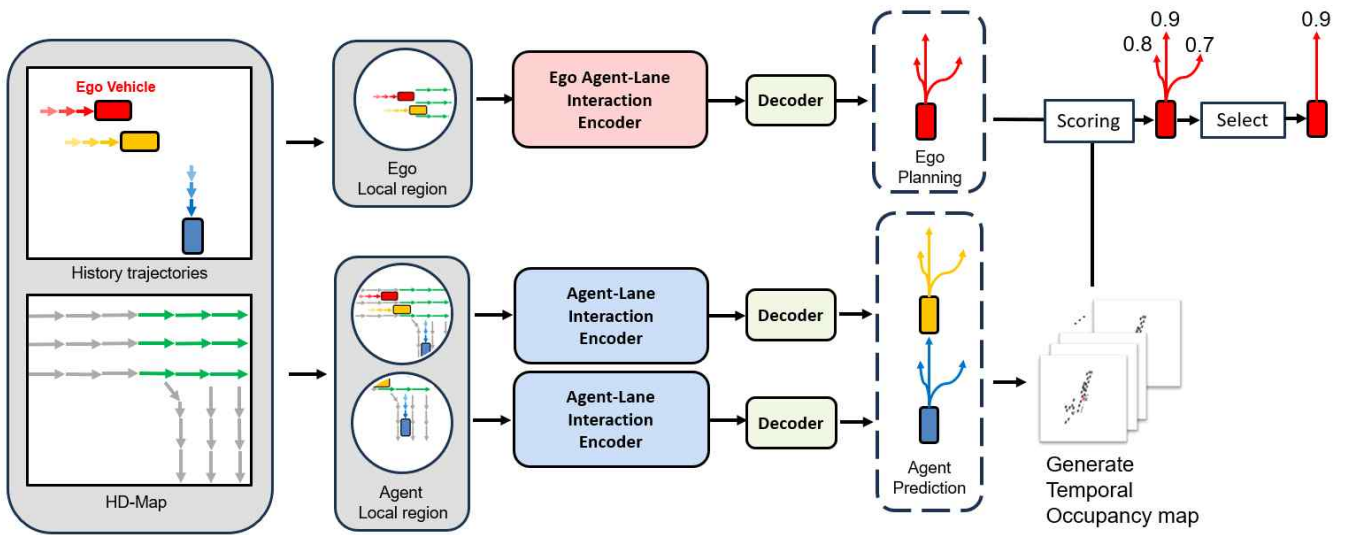 Ego Vehicle
History trajectories
HD-Map
Ego
Local region
Agent
Local region
Ego Agent-Lane
Interaction
Encoder
Decoder
Agent-Lane
Interaction
Encoder
Decoder
Agent-Lane
Interaction
Encoder
Decoder
Ego
Planning
Agent
Prediction
Scoring
0.9
0.8
0.7
Select
0.9
Generate
Temporal
Occupancy map